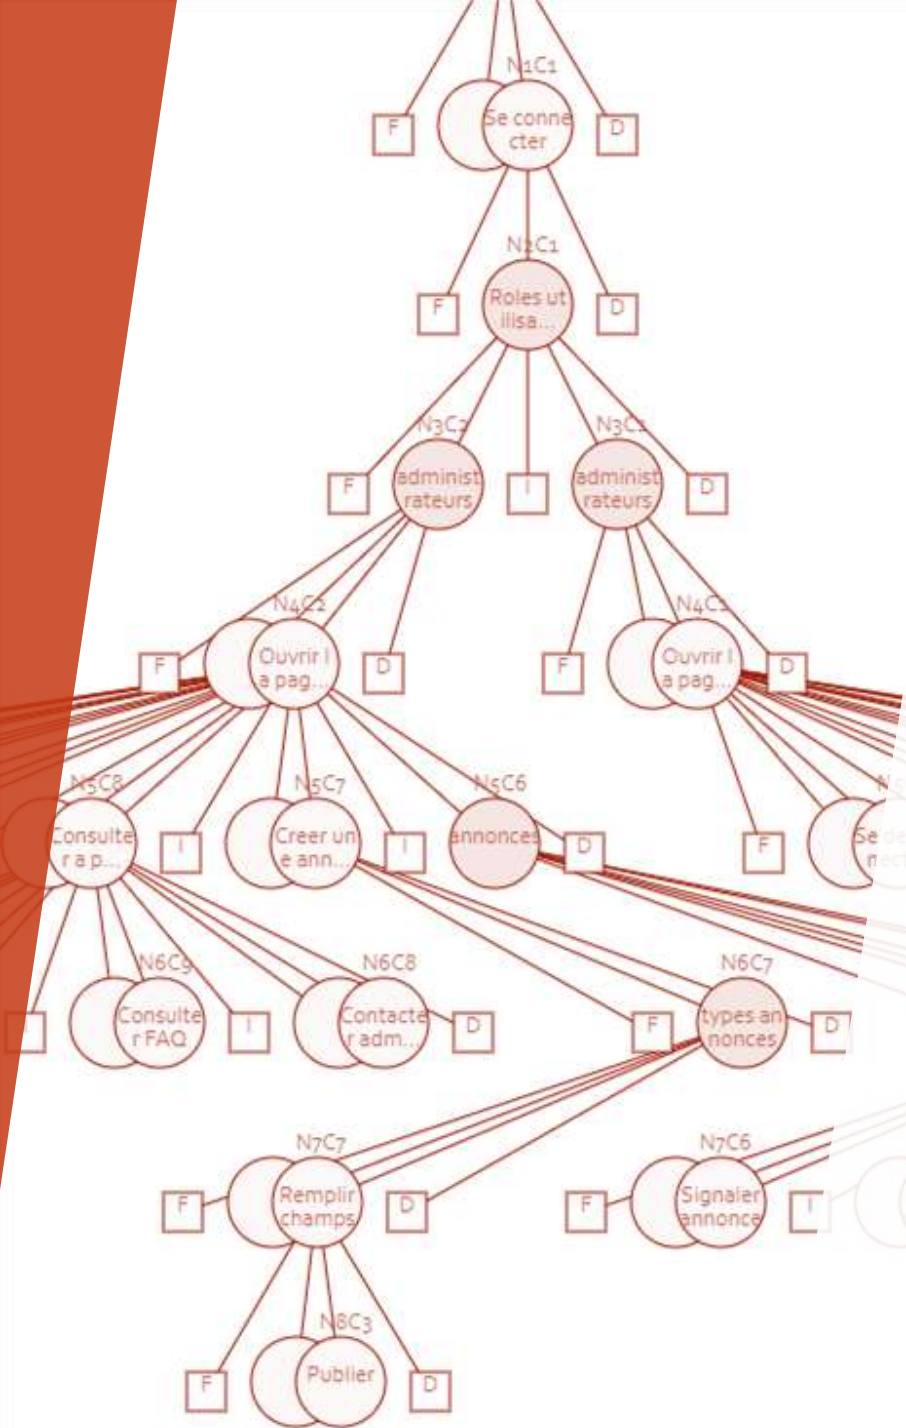 N1C1
F
Se conne
cter
D
N2C1
F
Roles ut
ilisa...
D
N3C2
N3C1
F
administ
rateurs
I
administ
rateurs
D
N4C2
F
Ouvrir l
a pag...
D
F
Ouvrir l
a pag...
D
N5C8
N5C7
N5C6
Consulte
r a p...
I
Creer un
e ann...
I
annonces
D
F
N6C9
N6C8
N6C7
Consulte
r FAQ
I
Contacte
r adm...
D
F
types an
nonces
D
N7C7
N7C6
F
Remplir
champs
D
F
Signaler
annonce
I
N8C3
F
Publier
D